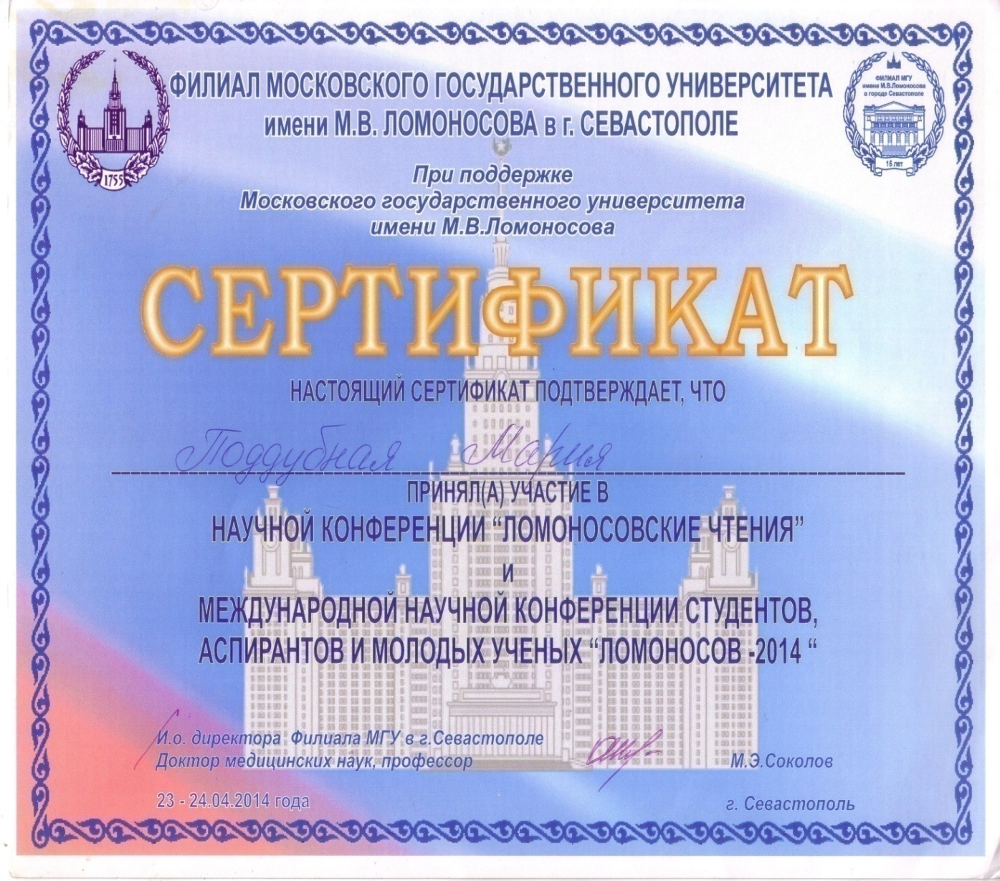 ФИЛИАЛ МОСКОВСКОГО ГОСУДАРСТВЕННОГО УНИВЕРСИТЕТА
имени М.В. ЛОМОНОСОВА в г. СЕВАСТОПОЛЕ
1755
ФИЛИАЛ МГУ
имени М.В.Ломоносова
в городе Севастополе
15 лет
При поддержке
Московского государственного университета
имени М.В.Ломоносова
СЕРТИФИКАТ
НАСТОЯЩИЙ СЕРТИФИКАТ ПОДТВЕРЖДАЕТ, ЧТО
Поддубная Мария
ПРИНЯЛ(А) УЧАСТИЕ В
НАУЧНОЙ КОНФЕРЕНЦИИ “ЛОМОНОСОВСКИЕ ЧТЕНИЯ”
И
МЕЖДУНАРОДНОЙ НАУЧНОЙ КОНФЕРЕНЦИИ СТУДЕНТОВ,
АСПИРАНТОВ И МОЛОДЫХ УЧЕНЫХ “ЛОМОНОСОВ -2014 “
И.о. директора Филиала МГУ в г.Севастополе
Доктор медицинских наук, профессор М.Э.Соколов
23 - 24.04.2014 года г. Севастополь